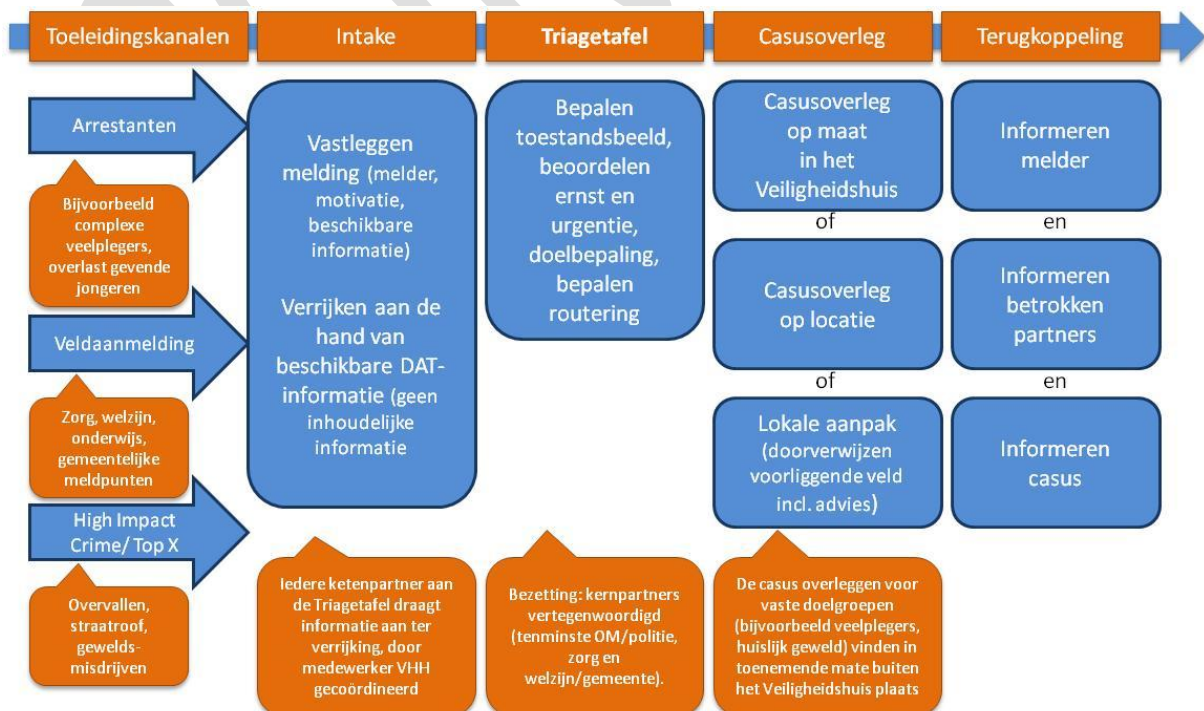 Toeleidingskanalen
Intake
Triagetafel
Casusoverleg
Terugkoppeling
Arrestanten
Bijvoorbeeld
complexe
veelplegers,
overlast gevende
jongeren
Veldaanmelding
Zorg, welzijn,
onderwijs,
gemeentelijke
meldpunten
High Impact
Crime/ Top X
Overvallen,
straatroof,
gewelds-
misdrijven
Vastleggen
melding (melder,
motivatie,
beschikbare
informatie)
Verrijken aan de
hand van
beschikbare DAT-
informatie (geen
inhoudelijke
informatie
Iedere ketenpartner aan
de Triagetafel draagt
informatie aan ter
verrijking, door
medewerker VHH
gecoördineerd
Bepalen
toestandsbeeld,
beoordelen
ernst en
urgentie,
doelbepaling,
bepalen
routering
Bezetting: kernpartners
vertegenwoordigd
(tenminste OM/politie,
zorg en
welzijn/gemeente).
Casusoverleg
op maat
in het
Veiligheidshuis
of
Casusoverleg
op locatie
of
Lokale aanpak
(doorverwijzen
voorliggende veld
incl. advies)
De casus overleggen voor
vaste doelgroepen
(bijvoorbeeld veelplegers,
huislijk geweld) vinden in
toenemende mate buiten
het Veiligheidshuis plaats
Informeren
melder
en
Informeren
betrokken
partners
en
Informeren
casus